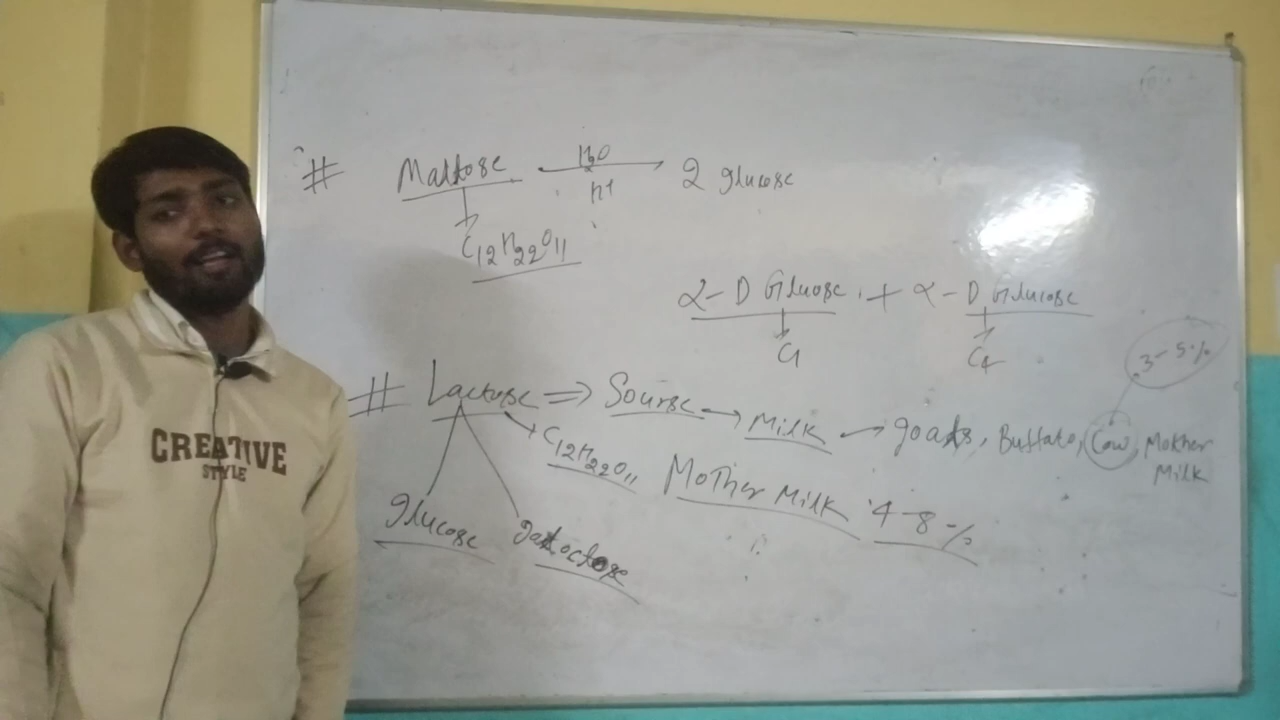 # Maltose H2O 2 glucose
H+
C12H22O11
α-D Glucose + α-D Glucose
C1 C4
3-5%
# Lactose ⇒ Sourse → Milk → goats, Buffalo, Cow, Mother Milk
C12H22O11
Mother Milk 4-8%
glucose galactose
CREATIVE
STYLE